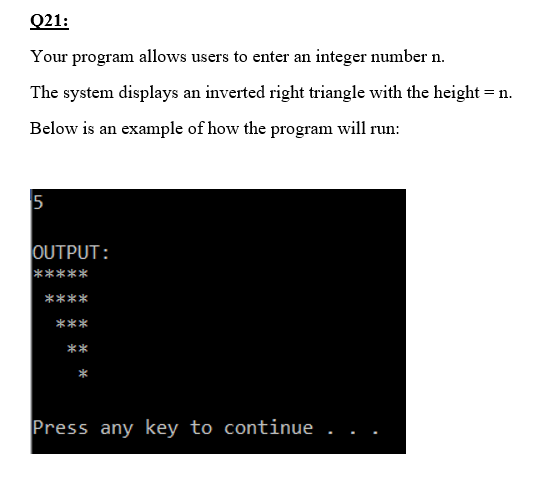 Q21:
Your program allows users to enter an integer number n.
The system displays an inverted right triangle with the height = n.
Below is an example of how the program will run:
5
OUTPUT:
*****
 ****
  ***
   **
    *
Press any key to continue . . .